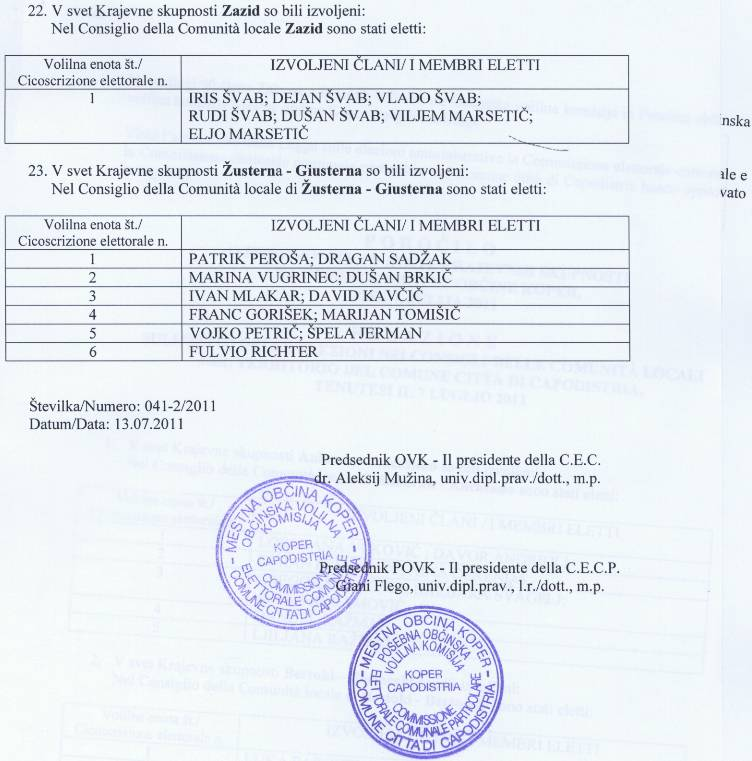 22. V svet Krajevne skupnosti Zazid so bili izvoljeni:
Nel Consiglio della Comunità locale Zazid sono stati eletti:
Volilna enota št./
Cicoscrizione elettorale n.
IZVOLJENI ČLANI/ I MEMBRI ELETTI
1
IRIS ŠVAB; DEJAN ŠVAB; VLADO ŠVAB;
RUDI ŠVAB; DUŠAN ŠVAB; VILJEM MARSETIČ;
ELJO MARSETIČ
23. V svet Krajevne skupnosti Žusterna - Giusterna so bili izvoljeni:
Nel Consiglio della Comunità locale di Žusterna - Giusterna sono stati eletti:
Volilna enota št./
Cicoscrizione elettorale n.
IZVOLJENI ČLANI/ I MEMBRI ELETTI
1 PATRIK PEROŠA; DRAGAN SADŽAK
2 MARINA VUGRINEC; DUŠAN BRKIČ
3 IVAN MLAKAR; DAVID KAVČIČ
4 FRANC GORIŠEK; MARIJAN TOMIŠIČ
5 VOJKO PETRIČ; ŠPELA JERMAN
6 FULVIO RICHTER
Številka/Numero: 041-2/2011
Datum/Data: 13.07.2011
Predsednik OVK - Il presidente della C.E.C.
dr. Aleksij Mužina, univ.dipl.prav./dott., m.p.
MESTNA OBČINA KOPER
OBČINSKA VOLILNA
KOMISIJA
KOPER
CAPODISTRIA
COMMISSIONE
ELETTORALE COMUNALE
COMUNE CITTA'DI CAPODISTRIA
Predsednik POVK - Il presidente della C.E.C.P.
Giani Flego, univ.dipl.prav., l.r./dott., m.p.
MESTNA OBČINA KOPER
POSEBNA OBČINSKA
VOLILNA KOMISIJA
KOPER
CAPODISTRIA
COMMISSIONE
ELETTORALE COMUNALE PARTICOLARE
COMUNE CITTA'DI CAPODISTRIA